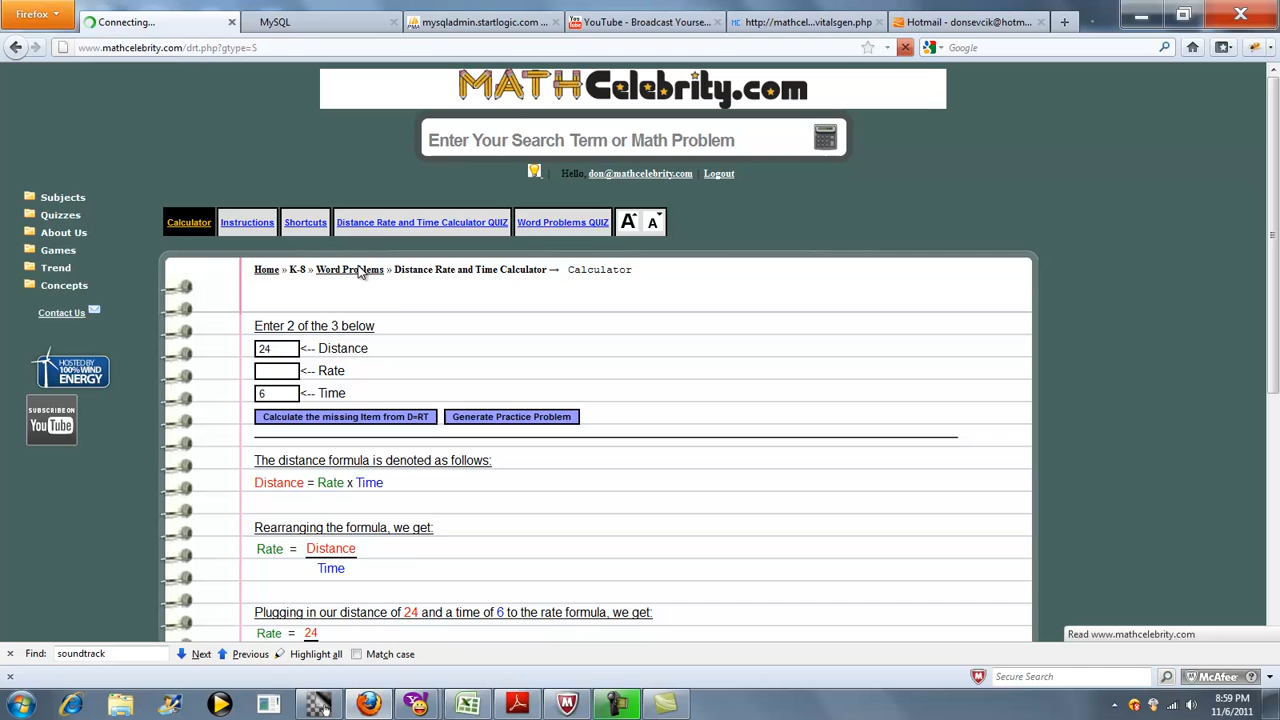 Firefox
Connecting...
MySQL
mysqladmin.startlogic.com ...
YouTube - Broadcast Yourse...
http://mathcel...vitalsgen.php
Hotmail - donsevcik@hotm...
www.mathcelebrity.com/drt.php?gtype=S
Google
MATHCelebrity.com
Enter Your Search Term or Math Problem
| Hello, don@mathcelebrity.com | Logout
Subjects
Quizzes
About Us
Games
Trend
Concepts
Contact Us
HOSTED BY
100% WIND
ENERGY
SUBSCRIBE ON
YouTube
Calculator Instructions Shortcuts Distance Rate and Time Calculator QUIZ Word Problems QUIZ A A
Home » K-8 » Word Problems » Distance Rate and Time Calculator → Calculator
Enter 2 of the 3 below
24 <-- Distance
<-- Rate
6 <-- Time
Calculate the missing Item from D=RT Generate Practice Problem
The distance formula is denoted as follows:
Distance = Rate x Time
Rearranging the formula, we get:
Rate = Distance
Time
Plugging in our distance of 24 and a time of 6 to the rate formula, we get:
Rate = 24
Read www.mathcelebrity.com
× Find: soundtrack Next Previous Highlight all Match case
× Secure Search McAfee
8:59 PM
11/6/2011